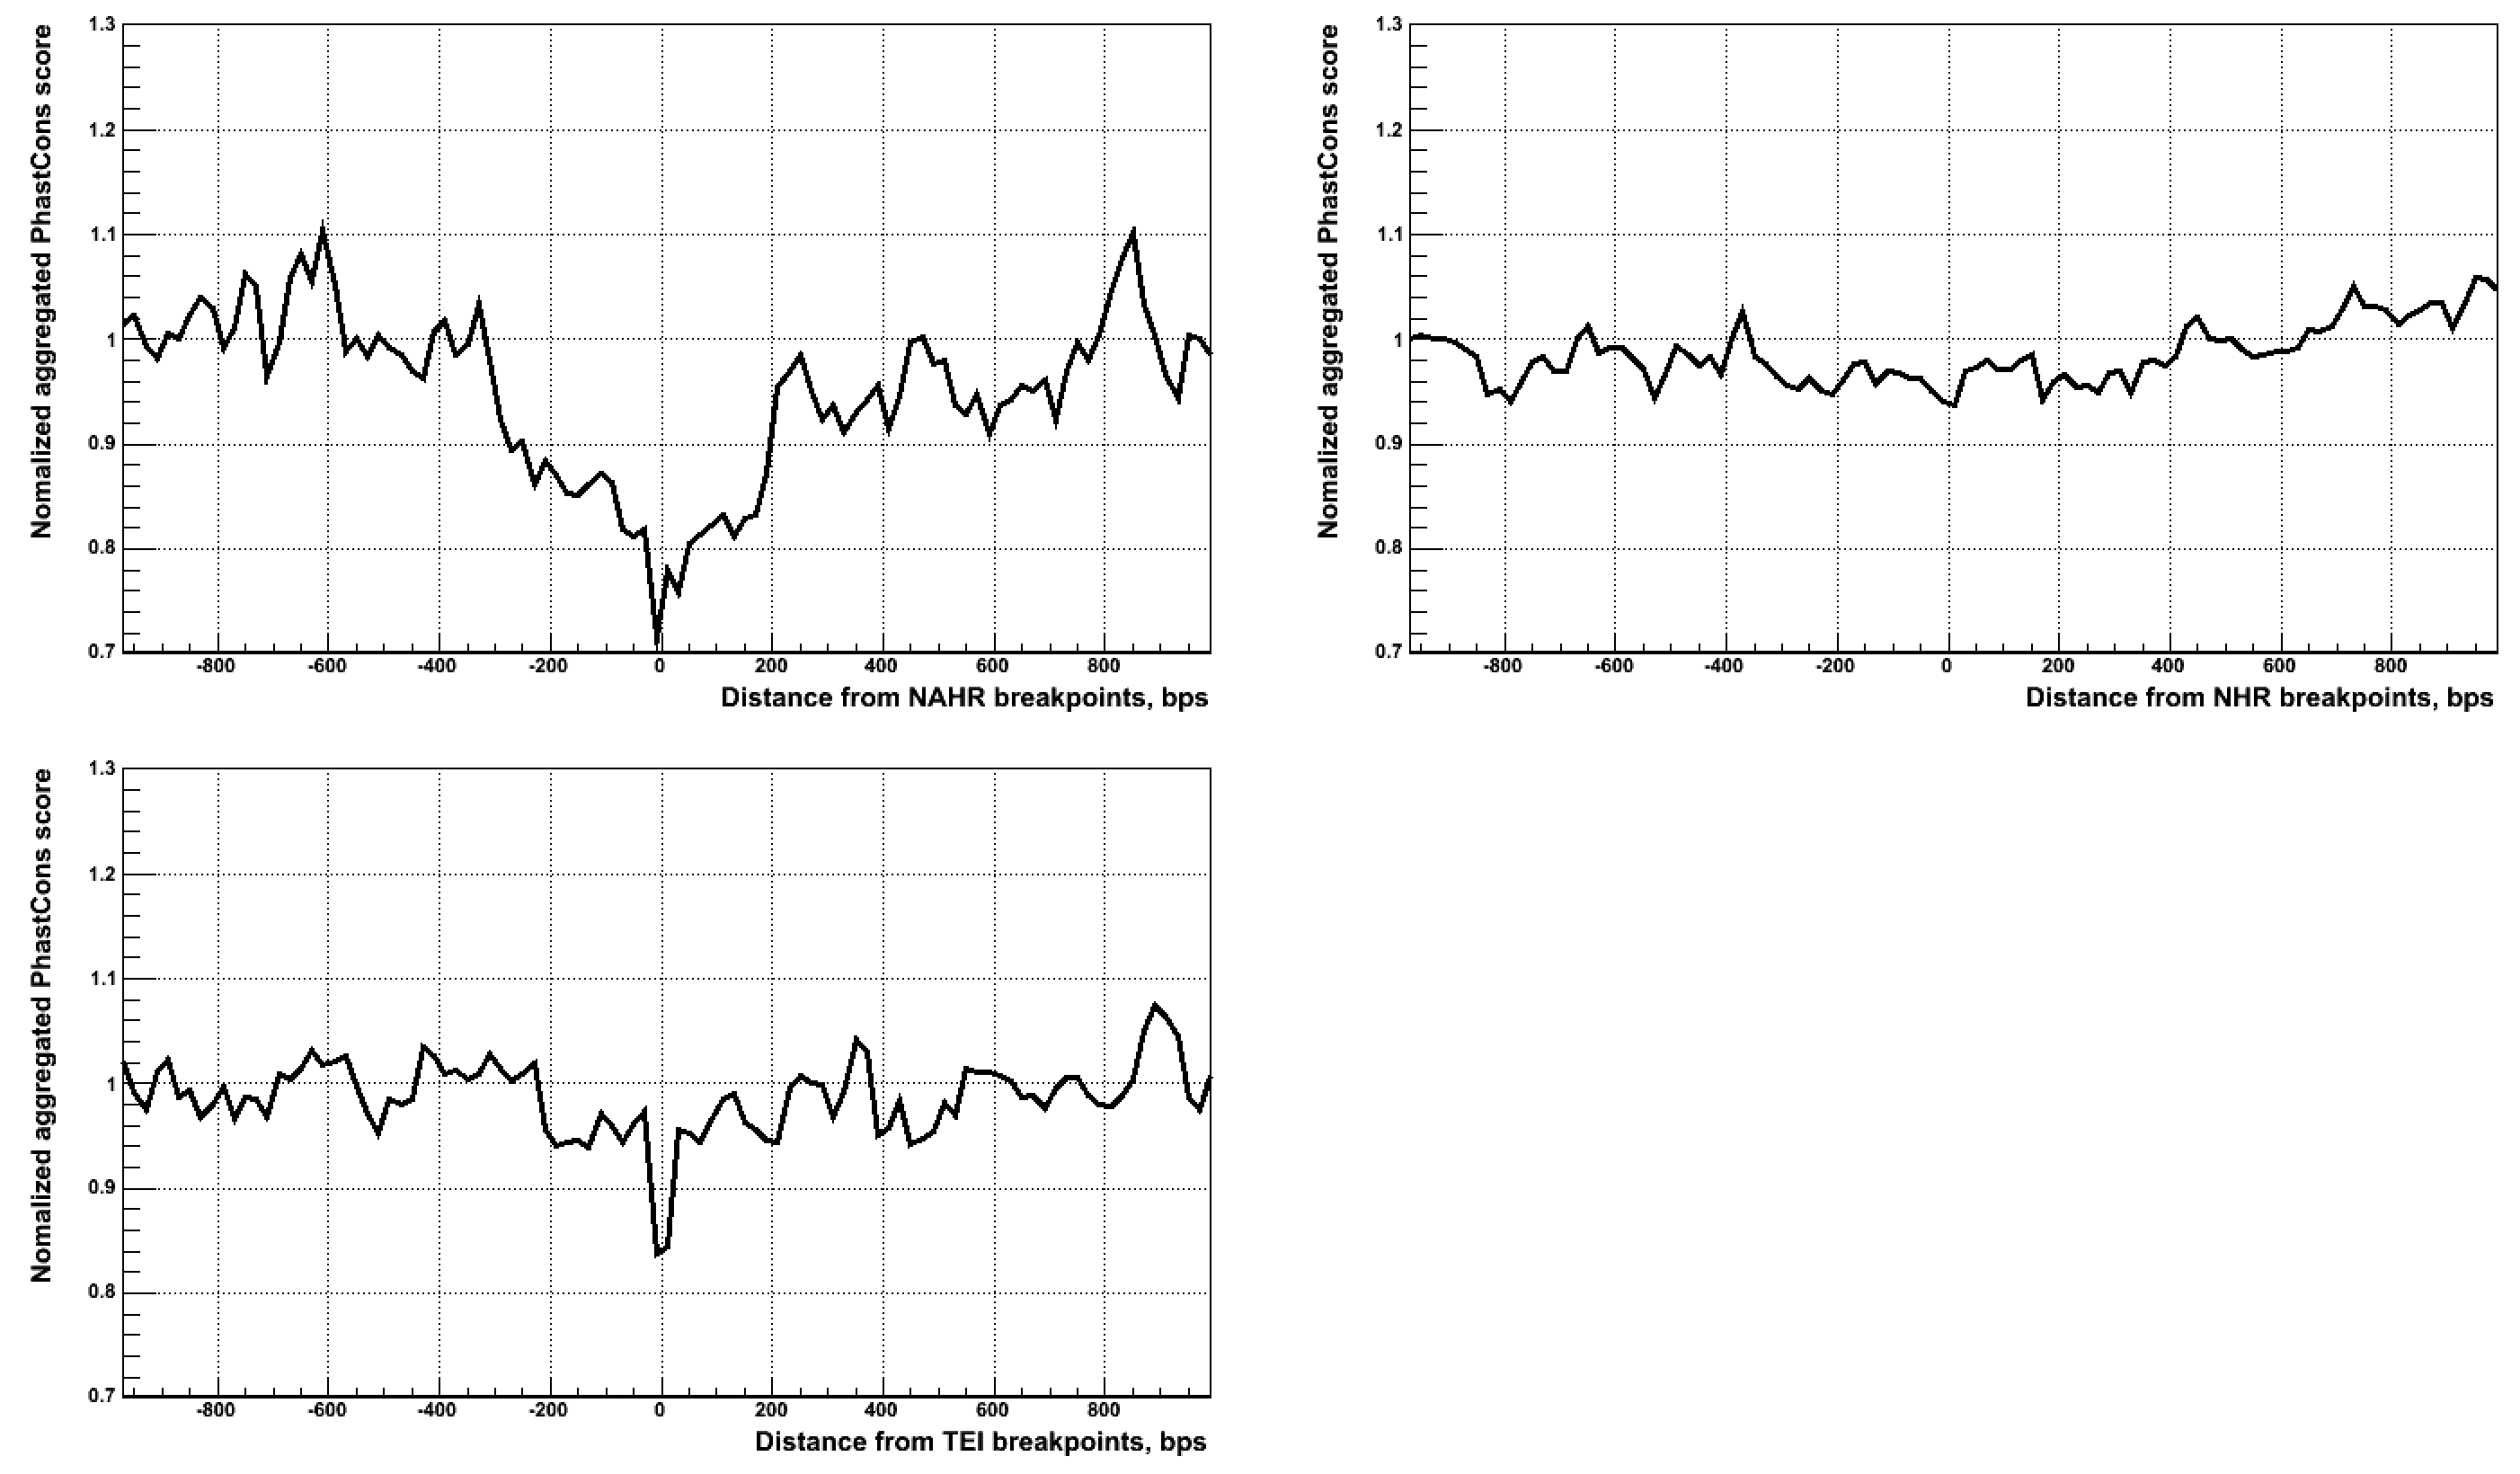 Nomalized aggregated PhastCons score
1.3
1.2
1.1
1
0.9
0.8
0.7
-800 -600 -400 -200 0 200 400 600 800
Distance from NAHR breakpoints, bps
Nomalized aggregated PhastCons score
1.3
1.2
1.1
1
0.9
0.8
0.7
-800 -600 -400 -200 0 200 400 600 800
Distance from NHR breakpoints, bps
Nomalized aggregated PhastCons score
1.3
1.2
1.1
1
0.9
0.8
0.7
-800 -600 -400 -200 0 200 400 600 800
Distance from TEI breakpoints, bps